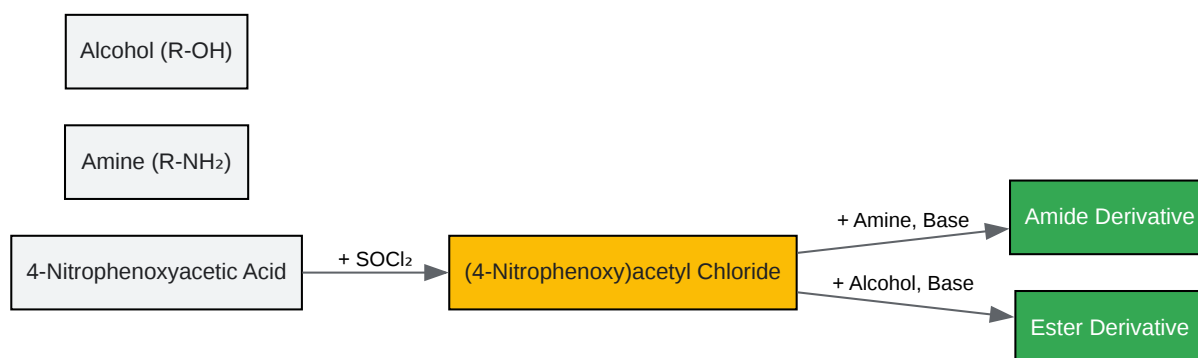 Alcohol (R-OH)
Amine (R-NH₂)
4-Nitrophenoxyacetic Acid
+ SOCl₂
(4-Nitrophenoxy)acetyl Chloride
+ Amine, Base
Amide Derivative
+ Alcohol, Base
Ester Derivative